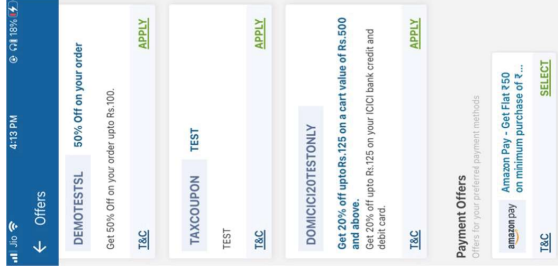 Jio 4:13 PM 18%
← Offers
DEMOTESTSL 50% Off on your order
Get 50% Off on your order upto Rs.100.
T&C APPLY
TAXCOUPON TEST
TEST
T&C APPLY
DOMICICI20TESTONLY
Get 20% off uptoRs.125 on a cart value of Rs.500
and above.
Get 20% off upto Rs.125 on your ICICI bank credit and
debit card.
T&C APPLY
Payment Offers
Offers for your preferred payment methods
amazon pay Amazon Pay - Get Flat ₹50
on minimum purchase of ₹...
T&C SELECT